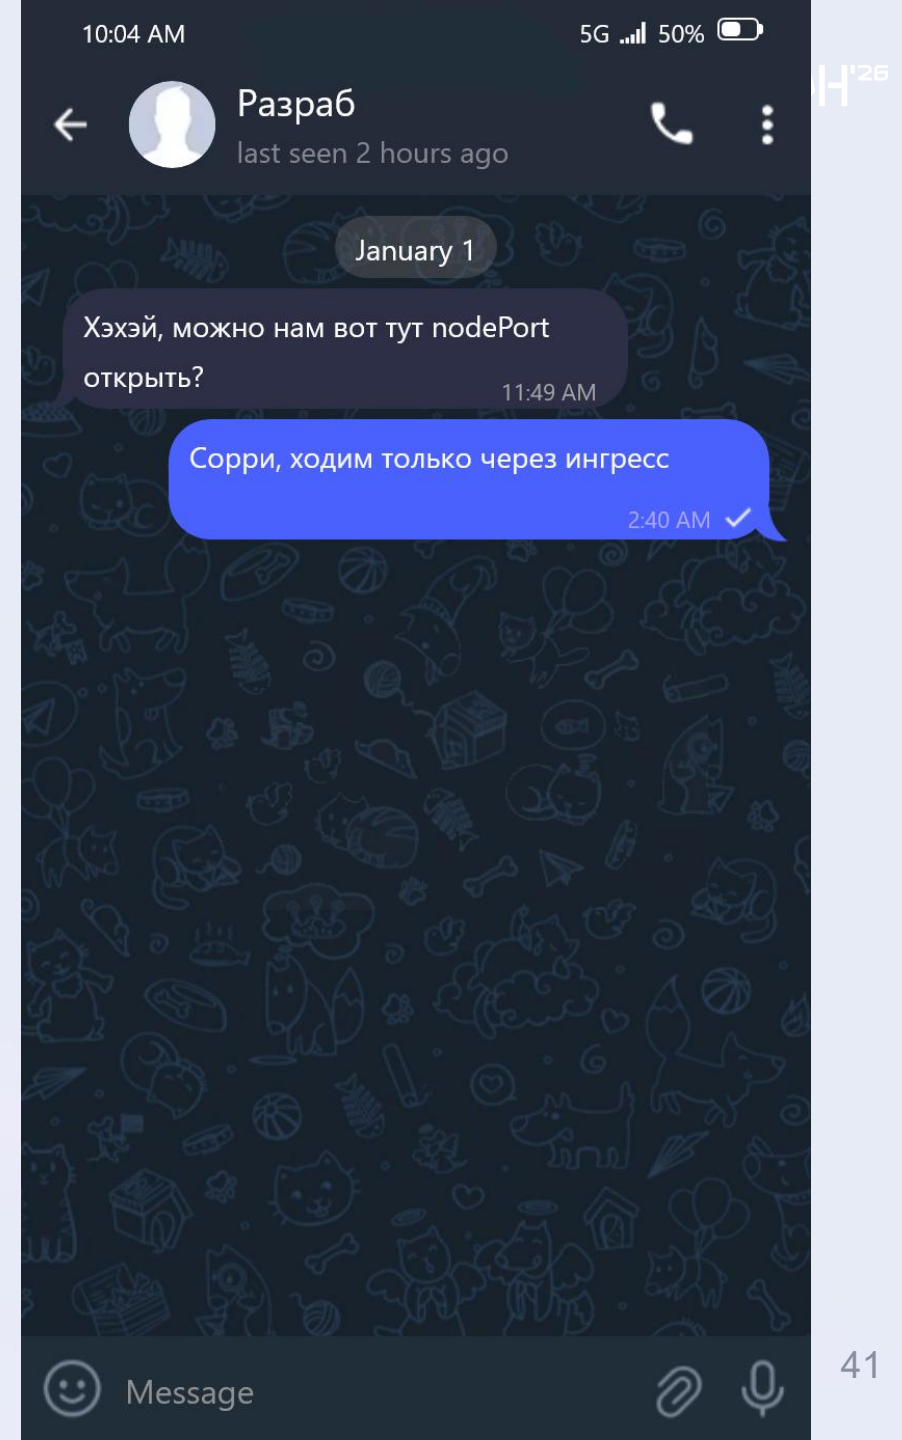 10:04 AM
5G 50%
Н'26
Разраб
last seen 2 hours ago
January 1
Хэхэй, можно нам вот тут nodePort
открыть?
11:49 AM
Сорри, ходим только через ингресс
2:40 AM
Message
41